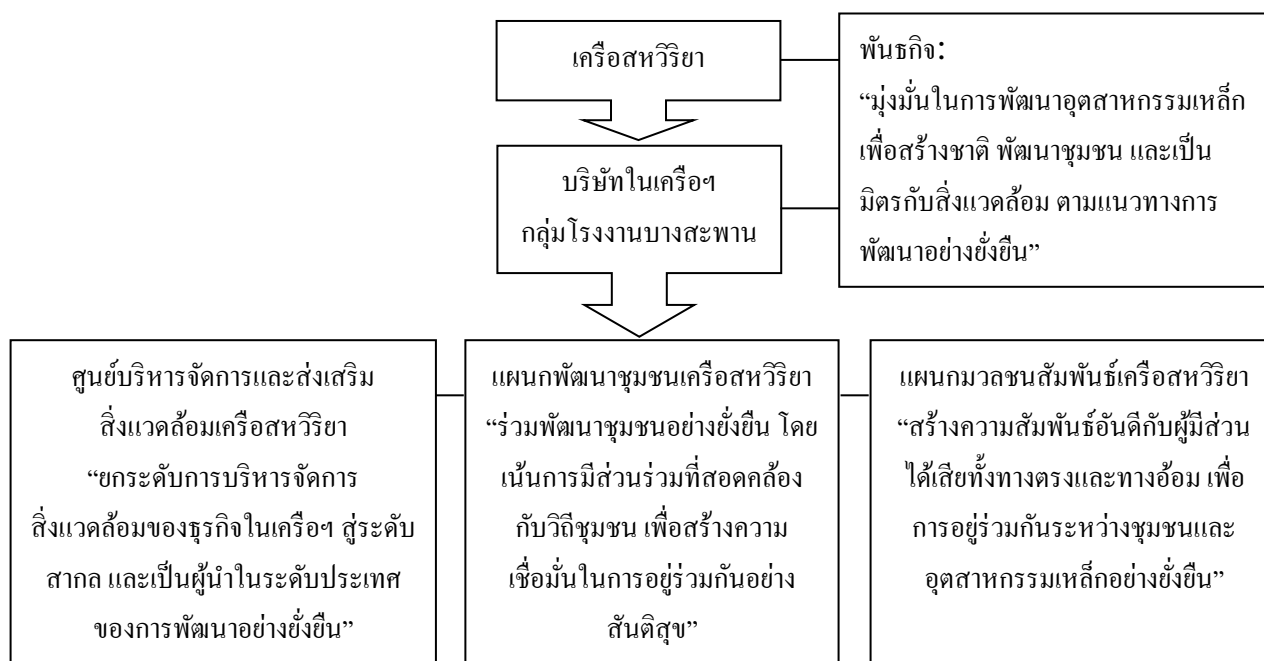 เครือสหวิริยา
พันธกิจ:
“มุ่งมั่นในการพัฒนาอุตสาหกรรมเหล็ก
เพื่อสร้างชาติ พัฒนาชุมชน และเป็น
มิตรกับสิ่งแวดล้อม ตามแนวทางการ
พัฒนาอย่างยั่งยืน”
บริษัทในเครือฯ
กลุ่มโรงงานบางสะพาน
ศูนย์บริหารจัดการและส่งเสริม
สิ่งแวดล้อมเครือสหวิริยา
“ยกระดับการบริหารจัดการ
สิ่งแวดล้อมของธุรกิจในเครือฯ สู่ระดับ
สากล และเป็นผู้นำในระดับประเทศ
ของการพัฒนาอย่างยั่งยืน”
แผนกพัฒนาชุมชนเครือสหวิริยา
“ร่วมพัฒนาชุมชนอย่างยั่งยืน โดย
เน้นการมีส่วนร่วมที่สอดคล้อง
กับวิถีชุมชน เพื่อสร้างความ
เชื่อมั่นในการอยู่ร่วมกันอย่าง
สันติสุข”
แผนกมวลชนสัมพันธ์เครือสหวิริยา
“สร้างความสัมพันธ์อันดีกับผู้มีส่วน
ได้เสียทั้งทางตรงและทางอ้อม เพื่อ
การอยู่ร่วมกันระหว่างชุมชนและ
อุตสาหกรรมเหล็กอย่างยั่งยืน”